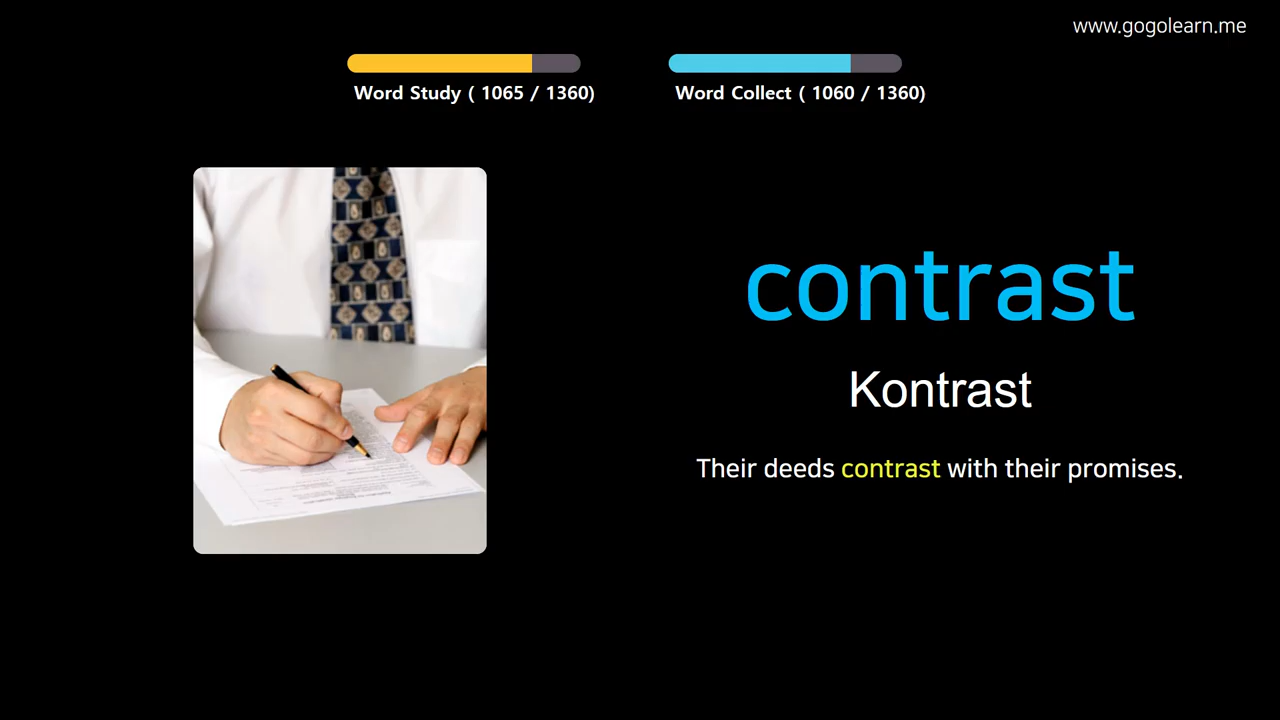 www.gogolearn.me
Word Study ( 1065 / 1360)
Word Collect ( 1060 / 1360)
contrast
Kontrast
Their deeds contrast with their promises.